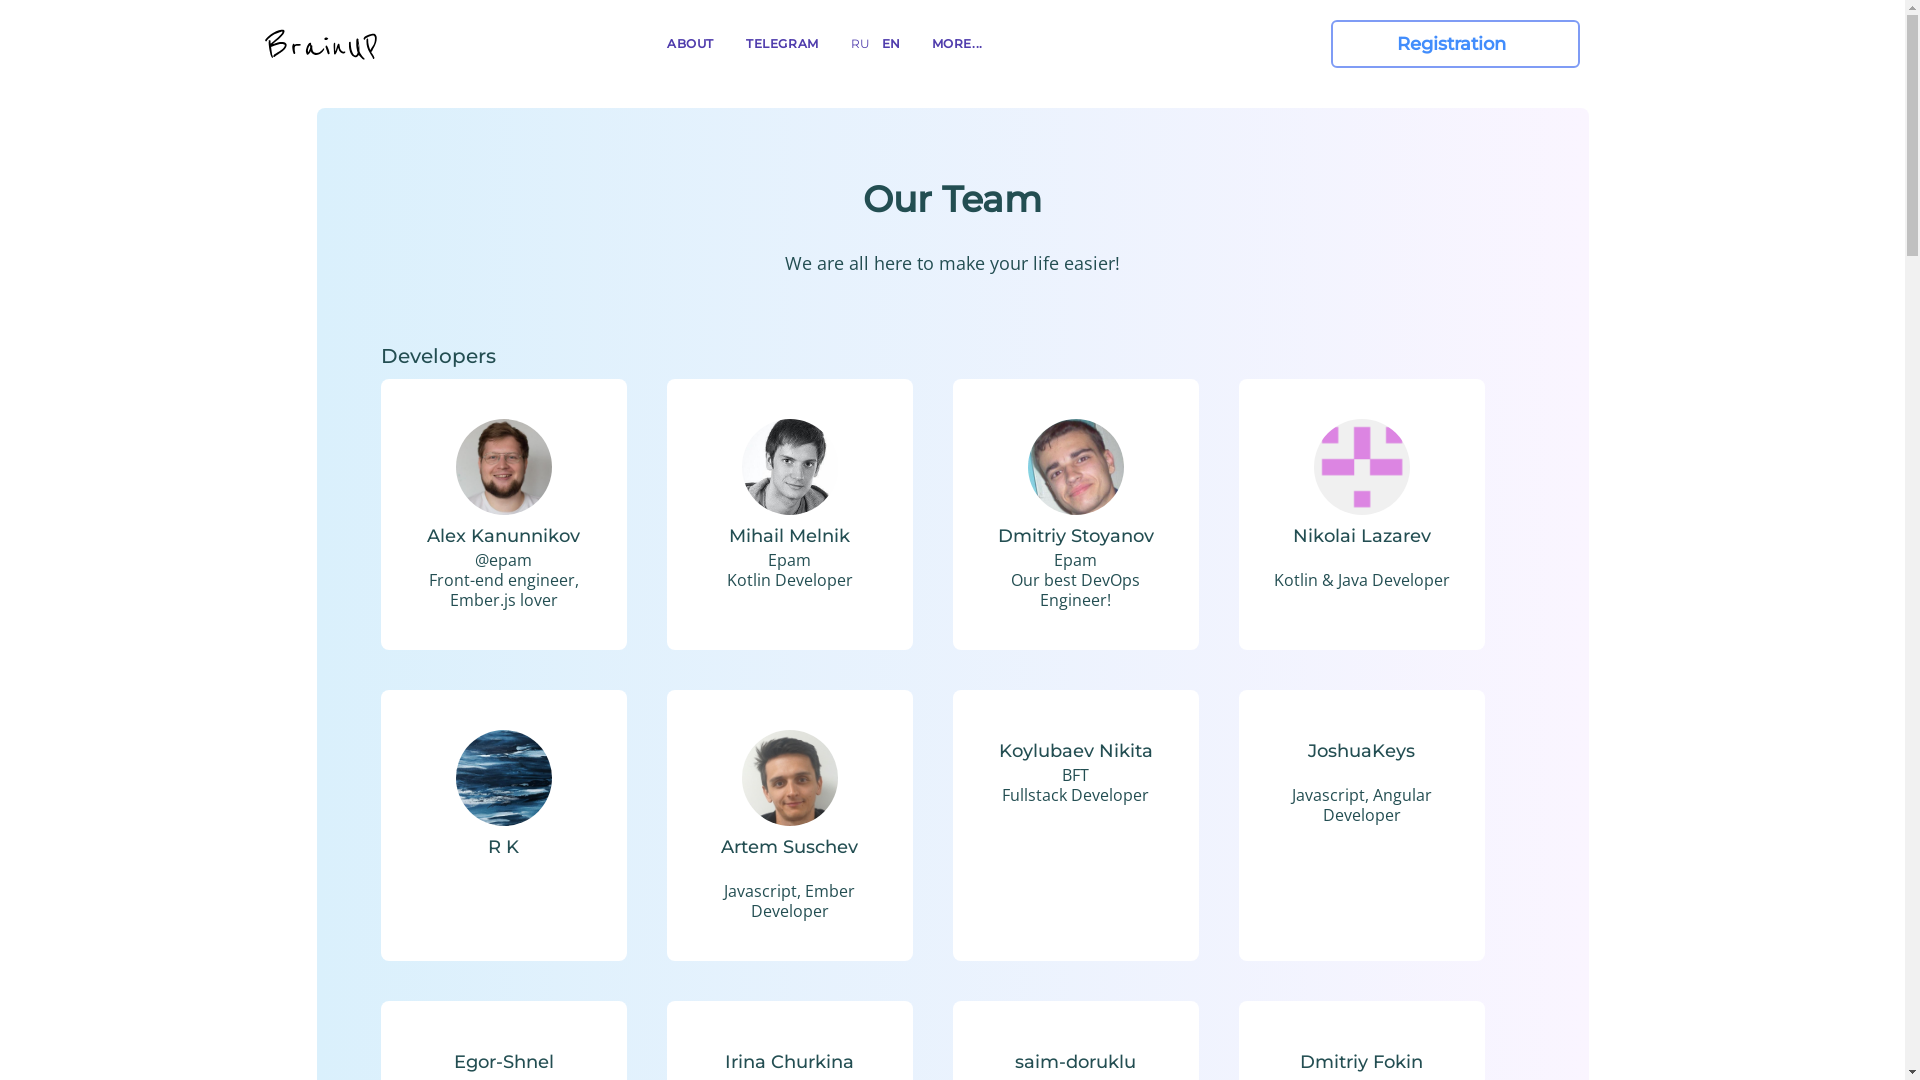 BrainUP
ABOUT
TELEGRAM
RU
EN
MORE...
Registration
Our Team
We are all here to make your life easier!
Developers
Alex Kanunnikov
@epam
Front-end engineer,
Ember.js lover
Mihail Melnik
Epam
Kotlin Developer
Dmitriy Stoyanov
Epam
Our best DevOps
Engineer!
Nikolai Lazarev
Kotlin & Java Developer
R K
Artem Suschev
Javascript, Ember
Developer
Koylubaev Nikita
BFT
Fullstack Developer
JoshuaKeys
Javascript, Angular
Developer
Egor-Shnel
Irina Churkina
saim-doruklu
Dmitriy Fokin